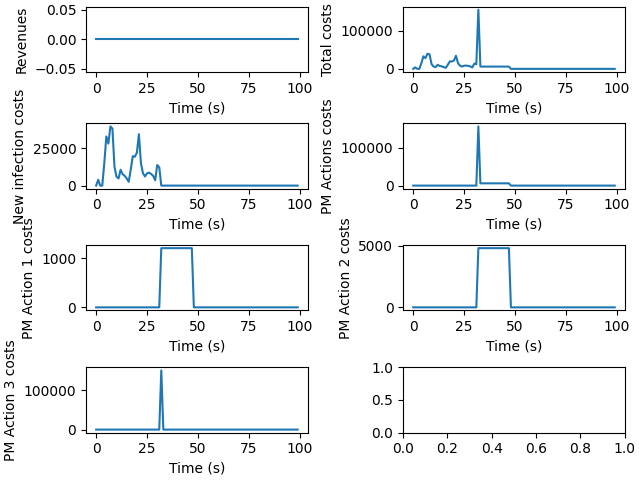 Revenues
0.05
0.00
−0.05
0 25 50 75 100
Time (s)
Total costs
100000
0
0 25 50 75 100
Time (s)
New infection costs
25000
0
0 25 50 75 100
Time (s)
PM Actions costs
100000
0
0 25 50 75 100
Time (s)
PM Action 1 costs
1000
0
0 25 50 75 100
Time (s)
PM Action 2 costs
5000
0
0 25 50 75 100
Time (s)
PM Action 3 costs
100000
0
0 25 50 75 100
Time (s)
1.0
0.5
0.0
0.0 0.2 0.4 0.6 0.8 1.0